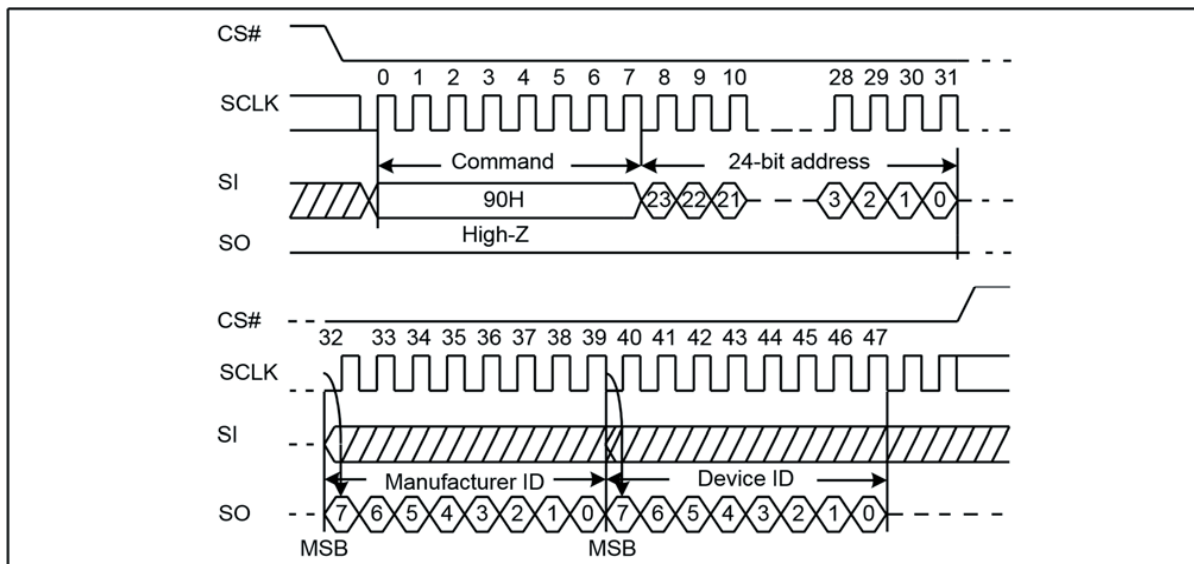 CS#
0 1 2 3 4 5 6 7 8 9 10 28 29 30 31
SCLK
Command 24-bit address
SI
90H 23 22 21 3 2 1 0
High-Z
SO
CS#
32 33 34 35 36 37 38 39 40 41 42 43 44 45 46 47
SCLK
SI
Manufacturer ID Device ID
SO 7 6 5 4 3 2 1 0 7 6 5 4 3 2 1 0
MSB MSB